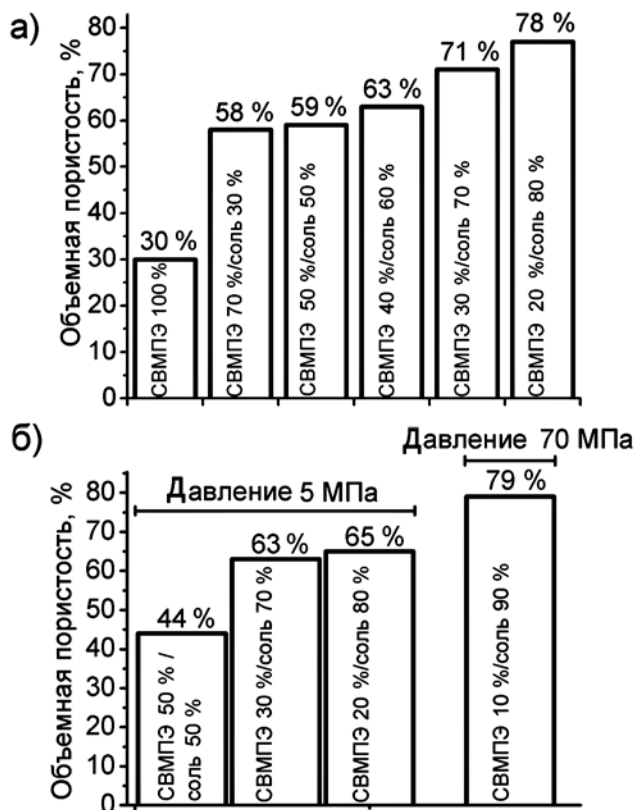 а)
Объемная пористость, %
80
70
60
50
40
30
20
10
0
30 %
58 %
59 %
63 %
71 %
78 %
СВМПЭ 100 %
СВМПЭ 70 %/соль 30 %
СВМПЭ 50 %/соль 50 %
СВМПЭ 40 %/соль 60 %
СВМПЭ 30 %/соль 70 %
СВМПЭ 20 %/соль 80 %
б)
Объемная пористость, %
80
70
60
50
40
30
20
10
0
Давление 5 МПа
Давление 70 МПа
44 %
63 %
65 %
79 %
СВМПЭ 50 % /
соль 50 %
СВМПЭ 30 %/соль 70 %
СВМПЭ 20 %/соль 80 %
СВМПЭ 10 %/соль 90 %